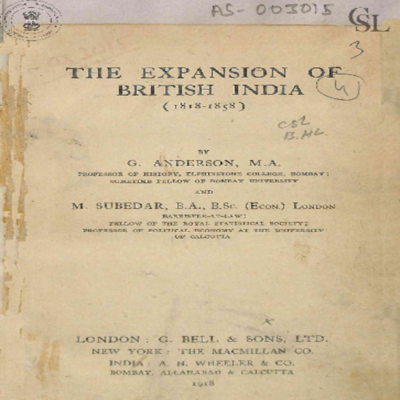 AS-003015
CSL
3
THE EXPANSION OF
BRITISH INDIA
(1818-1858)
4
CSL
B.HL
BY
G. ANDERSON, M.A.
PROFESSOR OF HISTORY, ELPHINSTONE COLLEGE, BOMBAY;
FELLOW OF BOMBAY UNIVERSITY
AND
M. SUBEDAR, B.A., B.Sc. (Econ.) London
BARRISTER-AT-LAW;
FELLOW OF THE ROYAL STATISTICAL SOCIETY;
PROFESSOR OF POLITICAL ECONOMY AT THE UNIVERSITY
OF CALCUTTA
LONDON: G. BELL & SONS, LTD.
NEW YORK: THE MACMILLAN CO.
INDIA: A. H. WHEELER & CO.
BOMBAY, ALLAHABAD & CALCUTTA
1918